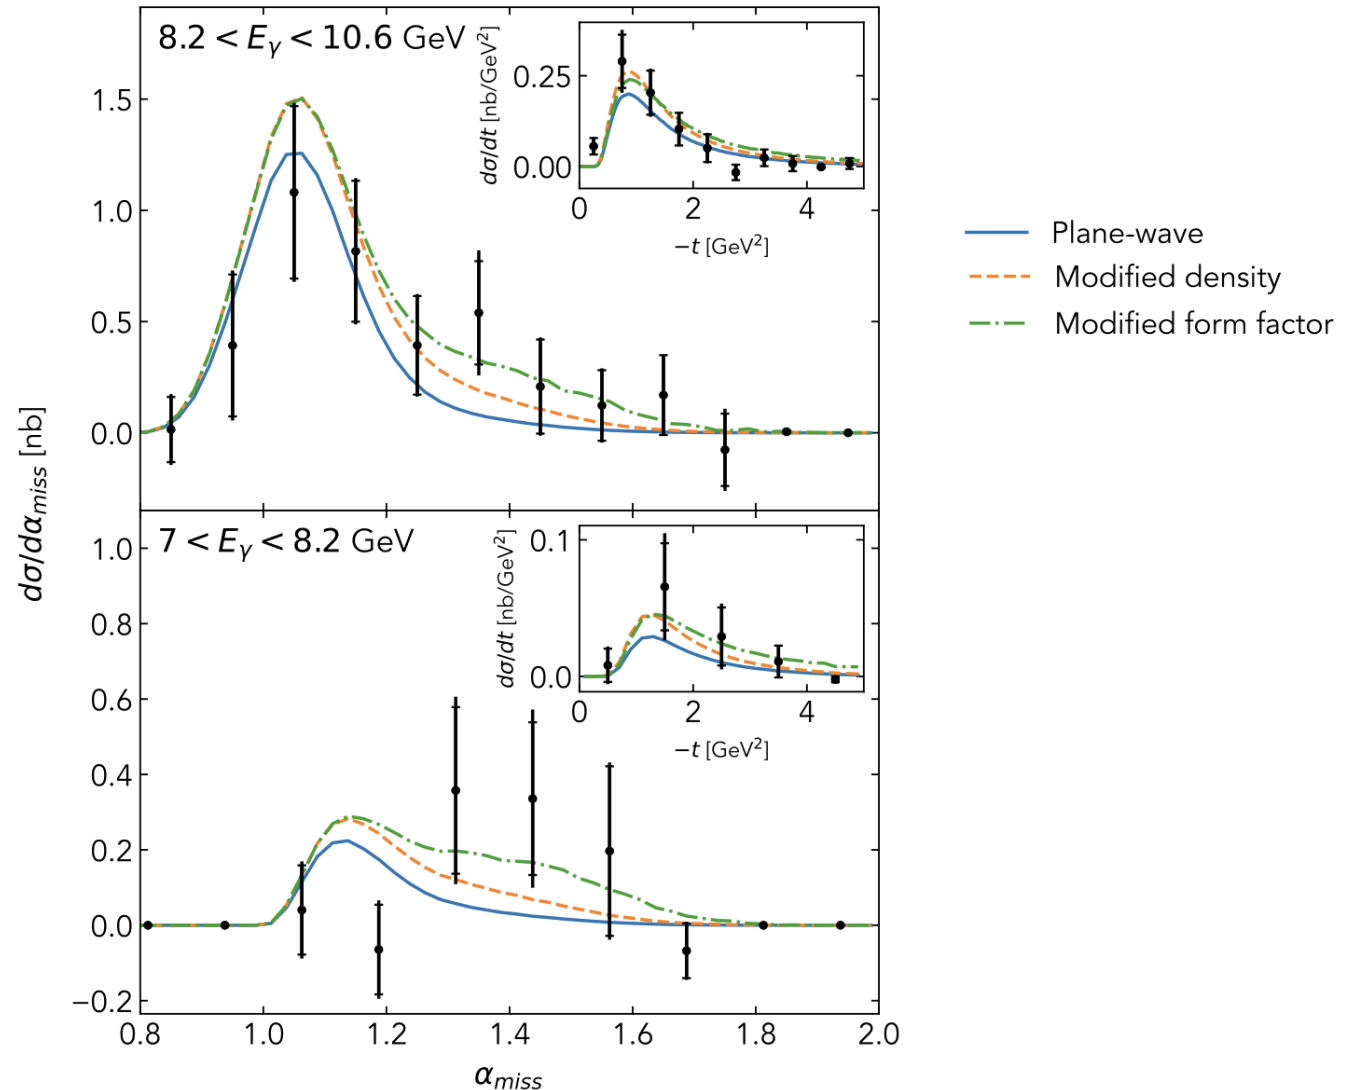 8.2 < Eγ < 10.6 GeV
dσ/dt [nb/GeV²]
0.25
0.00
0 2 4
−t [GeV²]
1.5
1.0
0.5
0.0
Plane-wave
Modified density
Modified form factor
dσ/dα_miss [nb]
7 < Eγ < 8.2 GeV
dσ/dt [nb/GeV²]
0.1
0.0
0 2 4
−t [GeV²]
1.0
0.8
0.6
0.4
0.2
0.0
−0.2
0.8 1.0 1.2 1.4 1.6 1.8 2.0
α_miss